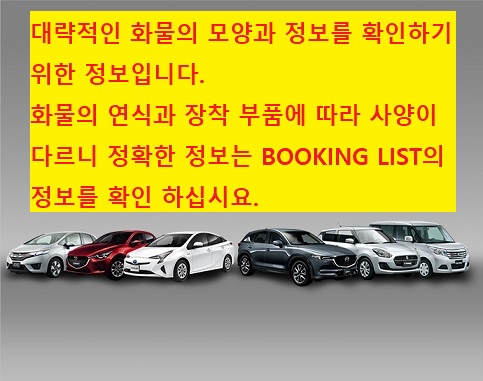 대략적인 화물의 모양과 정보를 확인하기
위한 정보입니다.
화물의 연식과 장착 부품에 따라 사양이
다르니 정확한 정보는 BOOKING LIST의
정보를 확인 하십시요.